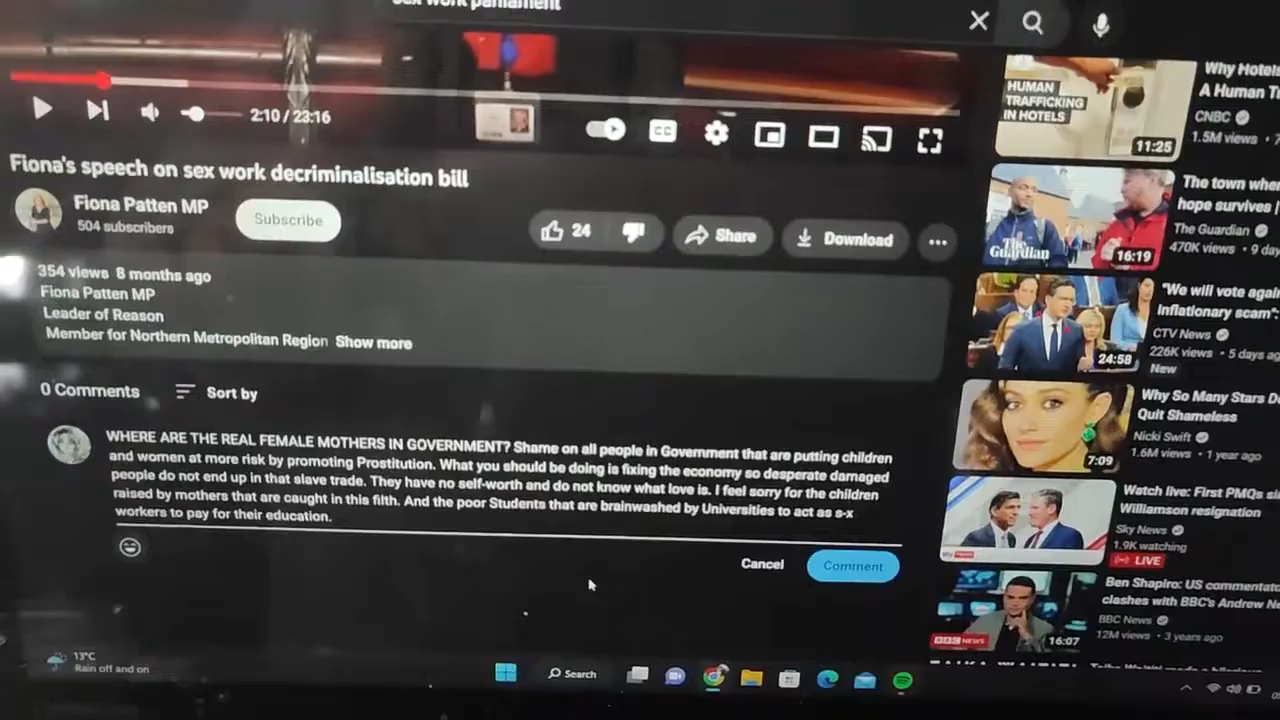 sex work parliament
2:10 / 23:16
CC
Fiona's speech on sex work decriminalisation bill
Fiona Patten MP
504 subscribers
Subscribe
24
Share
Download
354 views 8 months ago
Fiona Patten MP
Leader of Reason
Member for Northern Metropolitan Region Show more
0 Comments
Sort by
WHERE ARE THE REAL FEMALE MOTHERS IN GOVERNMENT? Shame on all people in Government that are putting children
and women at more risk by promoting Prostitution. What you should be doing is fixing the economy so desperate damaged
people do not end up in that slave trade. They have no self-worth and do not know what love is. I feel sorry for the children
raised by mothers that are caught in this filth. And the poor Students that are brainwashed by Universities to act as s-x
workers to pay for their education.
Cancel
Comment
HUMAN
TRAFFICKING
IN HOTELS
11:25
Why Hotels
A Human
CNBC
1.5M views
The
Guardian
16:19
The town where
hope survives |
The Guardian
470K views • 9
24:58
"We will vote
inflationary scam":
CTV News
226K views • 5 days
New
7:09
Why So Many Stars
Quit Shameless
Nicki Swift
1.6M views • 1 year ago
Watch live: First PMQs
Williamson resignation
Sky News
1.9K watching
LIVE
BBC NEWS
16:07
Ben Shapiro: US
clashes with BBC's Andrew
BBC News
12M views • 3 years ago
13°C
Rain off and on
Search